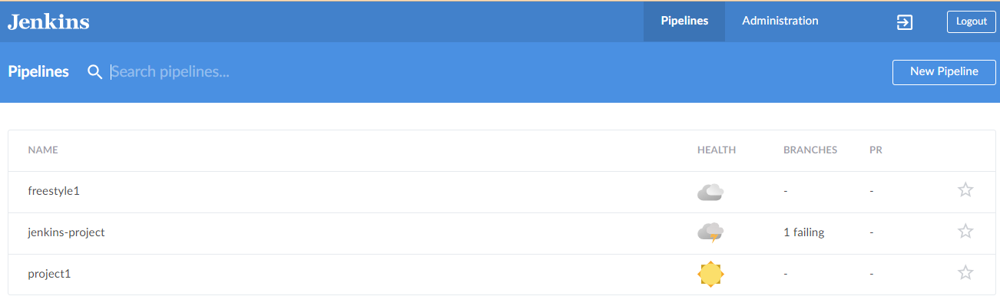 Jenkins Pipelines Administration Logout
Pipelines Search pipelines... New Pipeline
NAME HEALTH BRANCHES PR
freestyle1 - -
jenkins-project 1 failing -
project1 - -